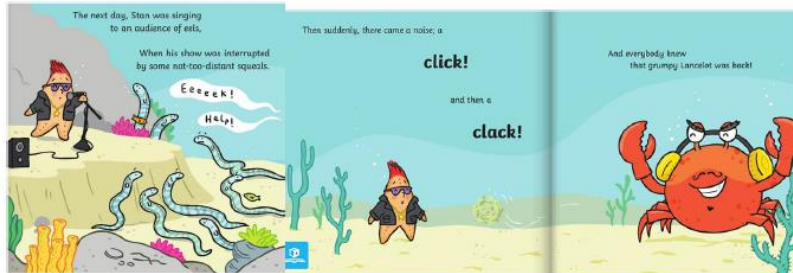 The next day, Stan was singing
to an audience of eels,
When his show was interrupted
by some not-too-distant squeals.
Eeeeek!
Help!
Then suddenly, there came a noise; a
click!
and then a
clack!
And everybody knew
that grumpy Lancelot was back!